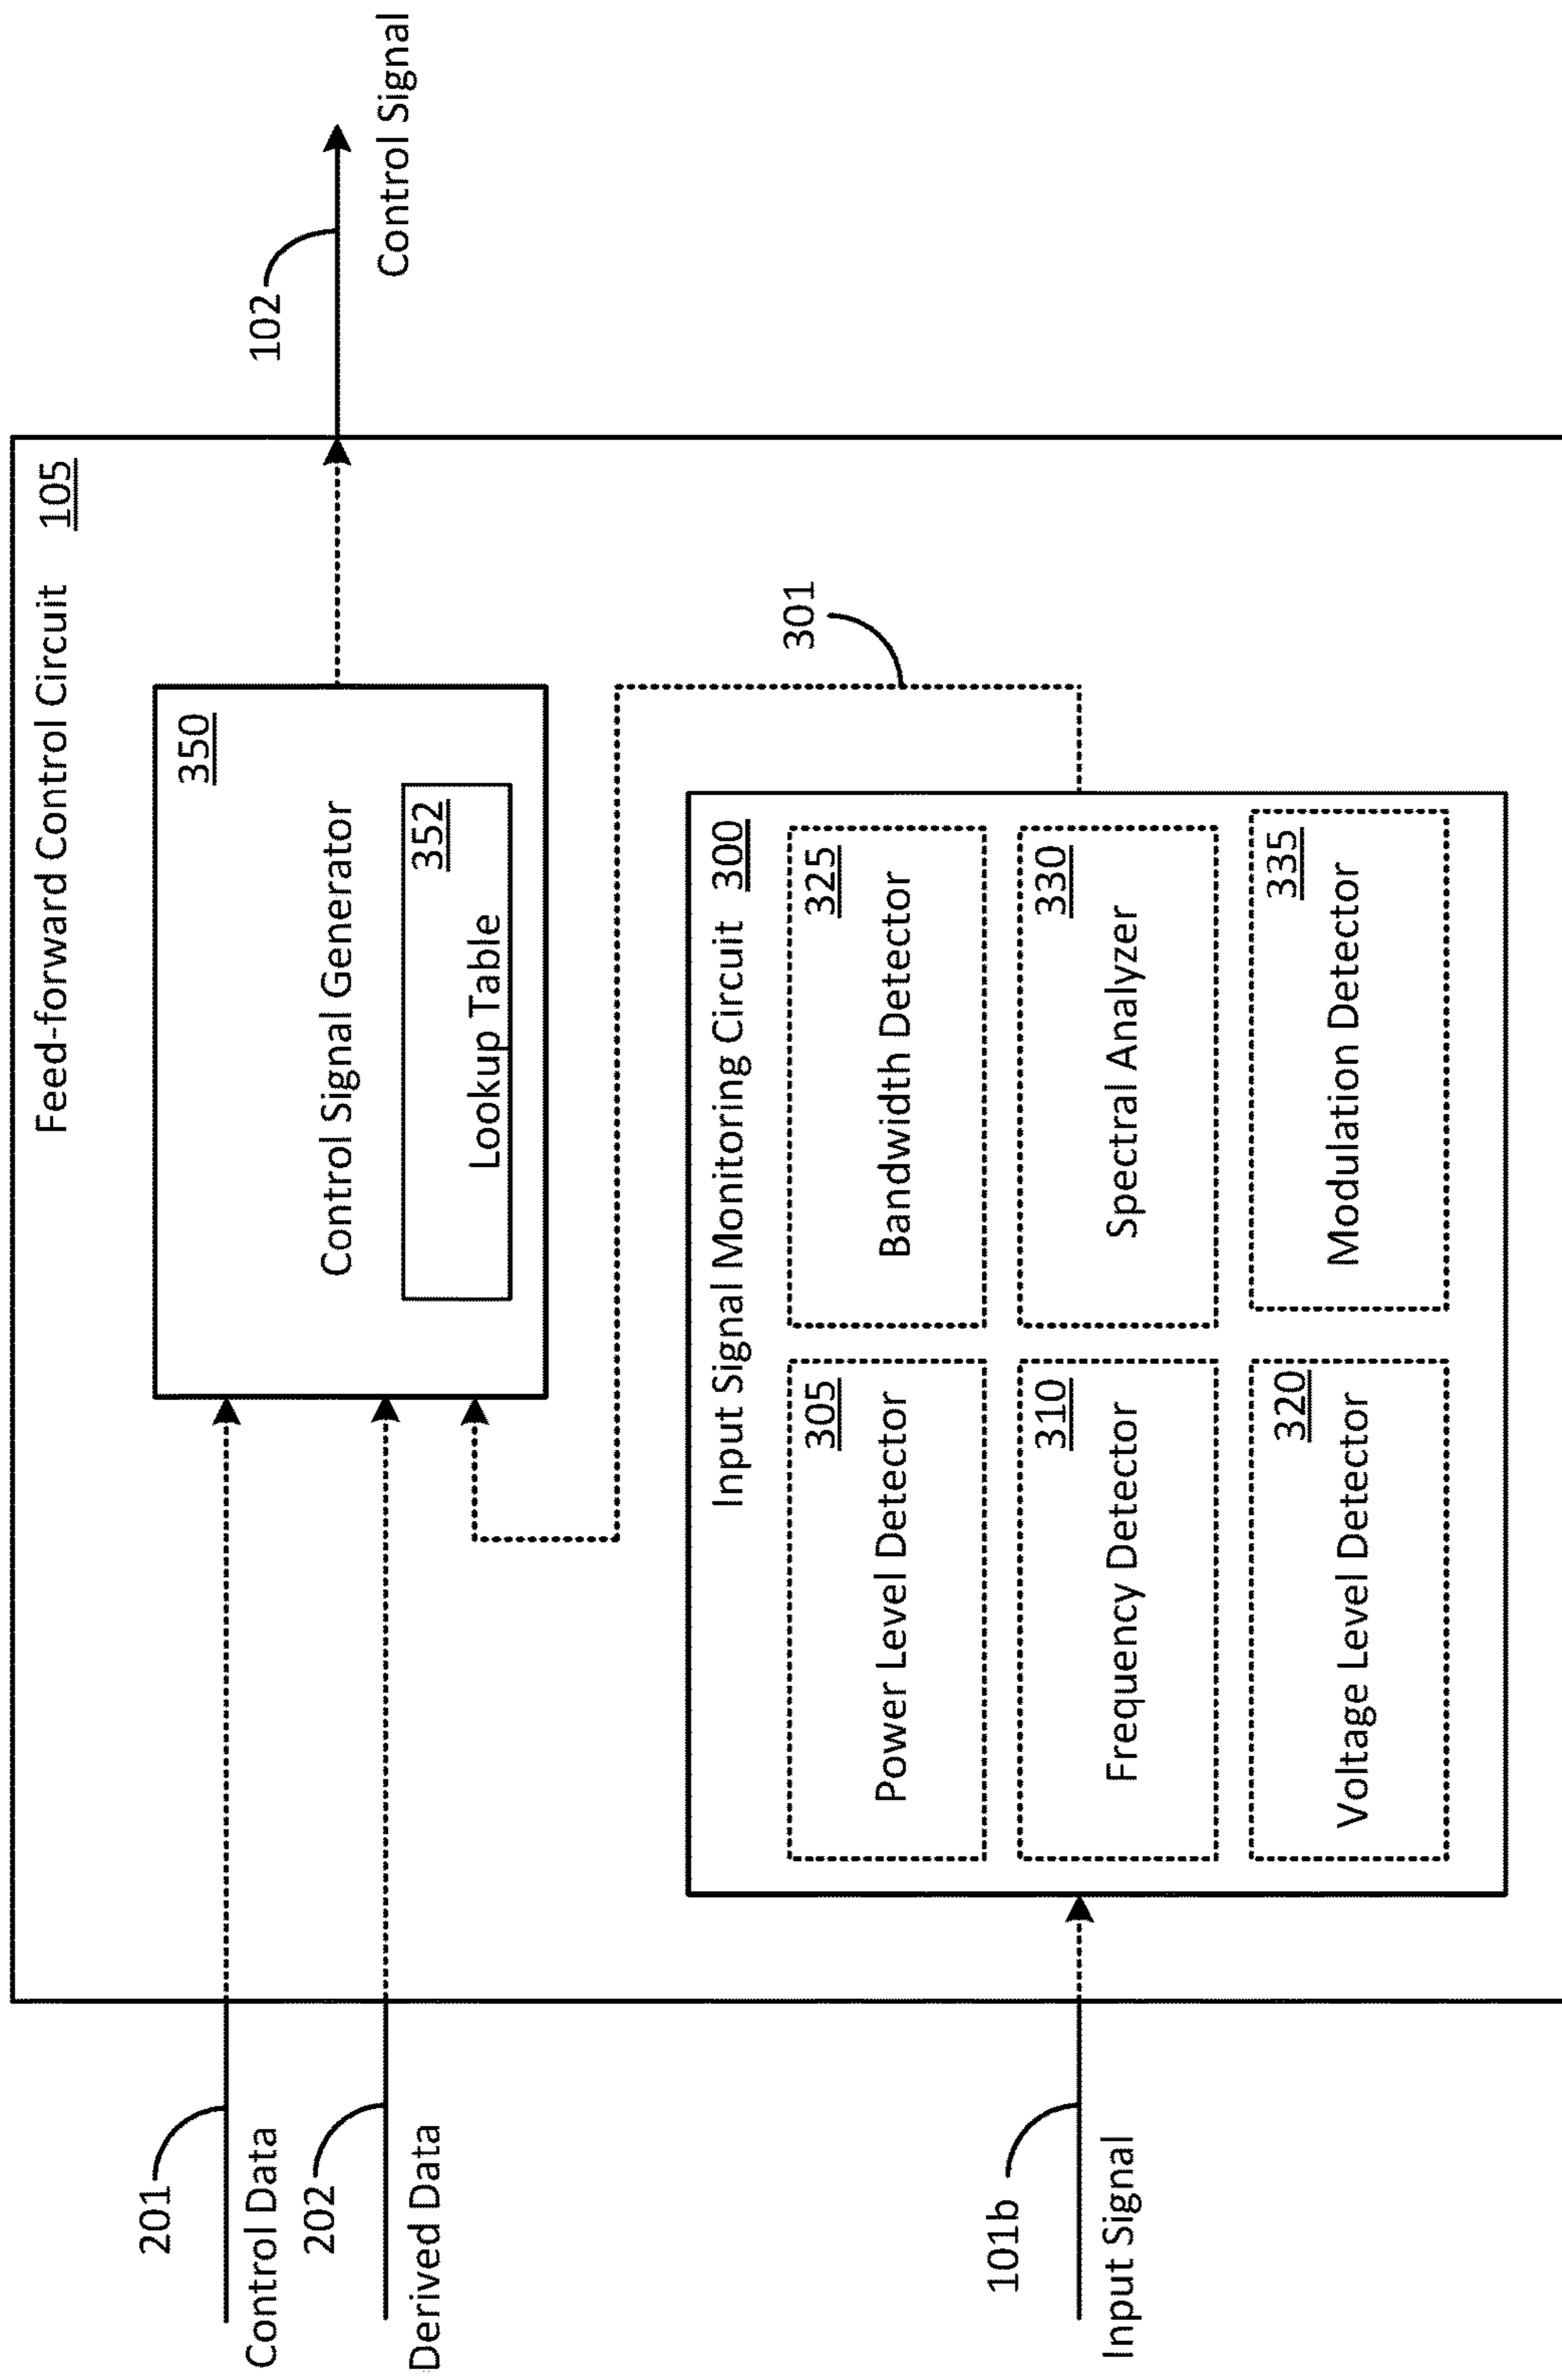 Feed-forward Control Circuit 105
201
Control Data
202
Derived Data
350
Control Signal Generator
352
Lookup Table
102
Control Signal
301
Input Signal Monitoring Circuit 300
305
Power Level Detector
325
Bandwidth Detector
310
Frequency Detector
330
Spectral Analyzer
320
Voltage Level Detector
335
Modulation Detector
101b
Input Signal